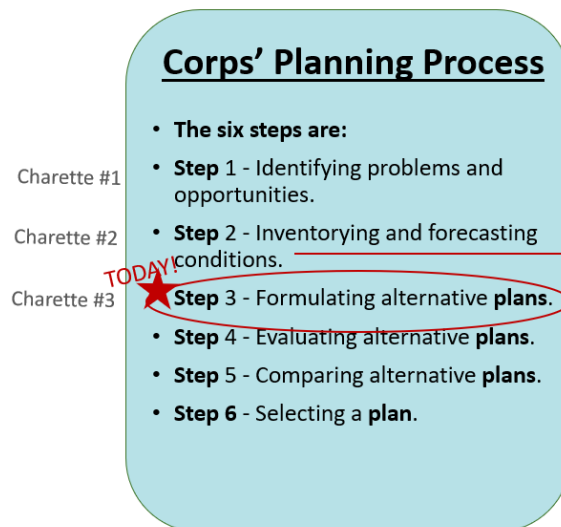 Corps' Planning Process
• The six steps are:
Charette #1
• Step 1 - Identifying problems and
opportunities.
Charette #2
• Step 2 - Inventorying and forecasting
conditions.
TODAY!
Charette #3
Step 3 - Formulating alternative plans.
• Step 4 - Evaluating alternative plans.
• Step 5 - Comparing alternative plans.
• Step 6 - Selecting a plan.